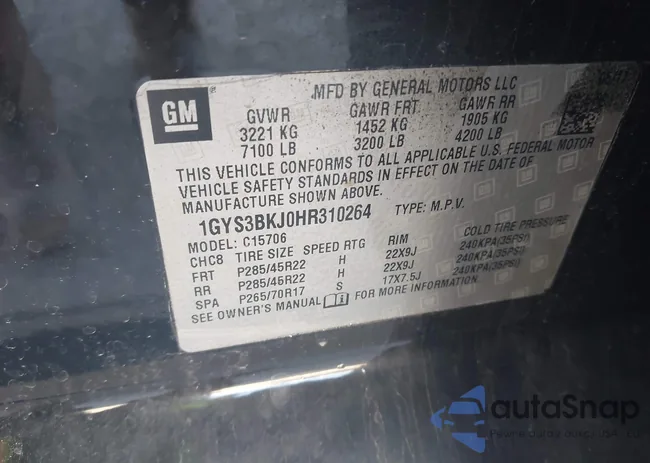 MFD BY GENERAL MOTORS LLC
GM
GVWR GAWR FRT GAWR RR
3221 KG 1452 KG 1905 KG
7100 LB 3200 LB 4200 LB
THIS VEHICLE CONFORMS TO ALL APPLICABLE U.S. FEDERAL MOTOR
VEHICLE SAFETY STANDARDS IN EFFECT ON THE DATE OF
MANUFACTURE SHOWN ABOVE.
1GYS3BKJ0HR310264 TYPE: M.P.V.
MODEL: C15706
CHC8 TIRE SIZE SPEED RTG RIM COLD TIRE PRESSURE
FRT P285/45R22 H 22X9J 240KPA(35PSI)
RR P285/45R22 H 22X9J 240KPA(35PSI)
SPA P265/70R17 S 17X7.5J 240KPA(35PSI)
SEE OWNER'S MANUAL FOR MORE INFORMATION
autoSnap